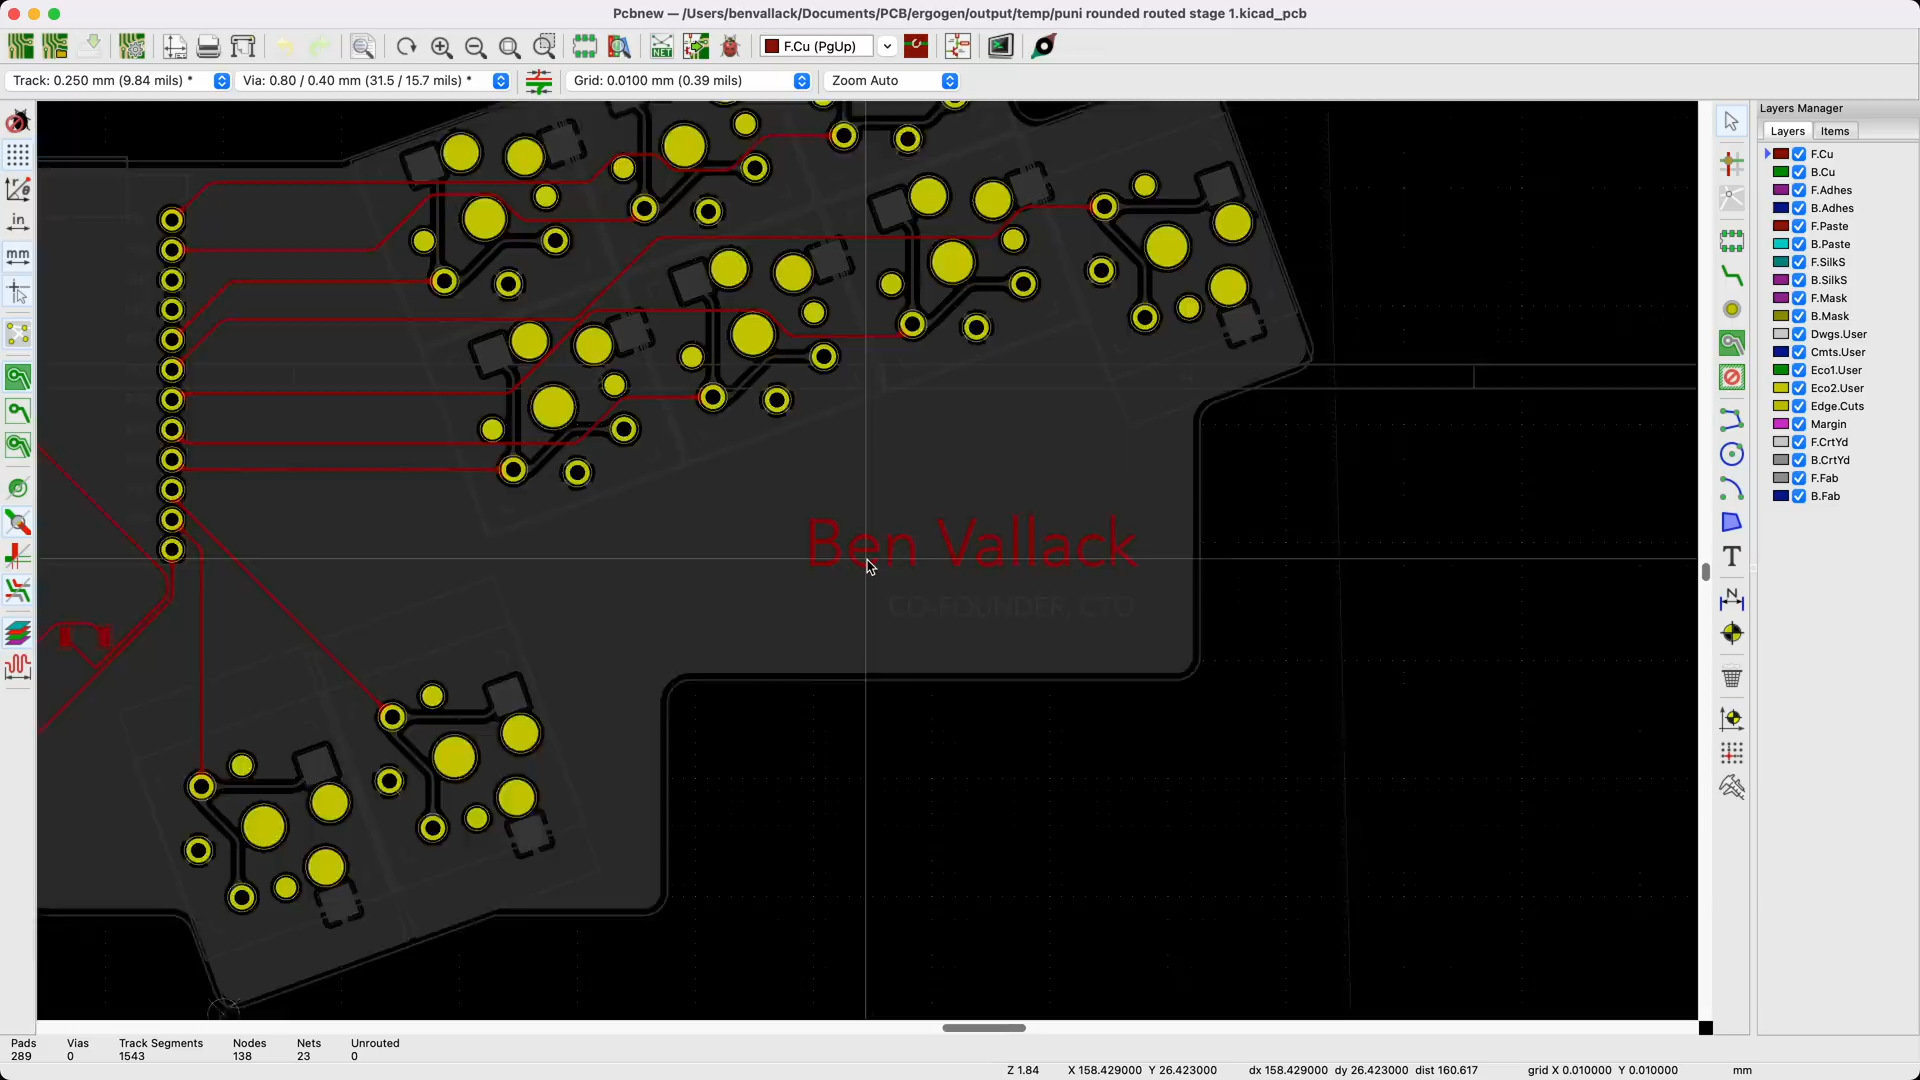 Pcbnew — /Users/benvallack/Documents/PCB/ergogen/output/temp/puni rounded routed stage 1.kicad_pcb
NET
F.Cu (PgUp)
Track: 0.250 mm (9.84 mils) *
Via: 0.80 / 0.40 mm (31.5 / 15.7 mils) *
Grid: 0.0100 mm (0.39 mils)
Zoom Auto
in
mm
Ben Vallack
CO-FOUNDER, CTO
T
N
Layers Manager
Layers
Items
F.Cu
B.Cu
F.Adhes
B.Adhes
F.Paste
B.Paste
F.SilkS
B.SilkS
F.Mask
B.Mask
Dwgs.User
Cmts.User
Eco1.User
Eco2.User
Edge.Cuts
Margin
F.CrtYd
B.CrtYd
F.Fab
B.Fab
Pads Vias Track Segments Nodes Nets Unrouted
289 0 1543 138 23 0
Z 1.84 X 158.429000 Y 26.423000 dx 158.429000 dy 26.423000 dist 160.617 grid X 0.010000 Y 0.010000 mm